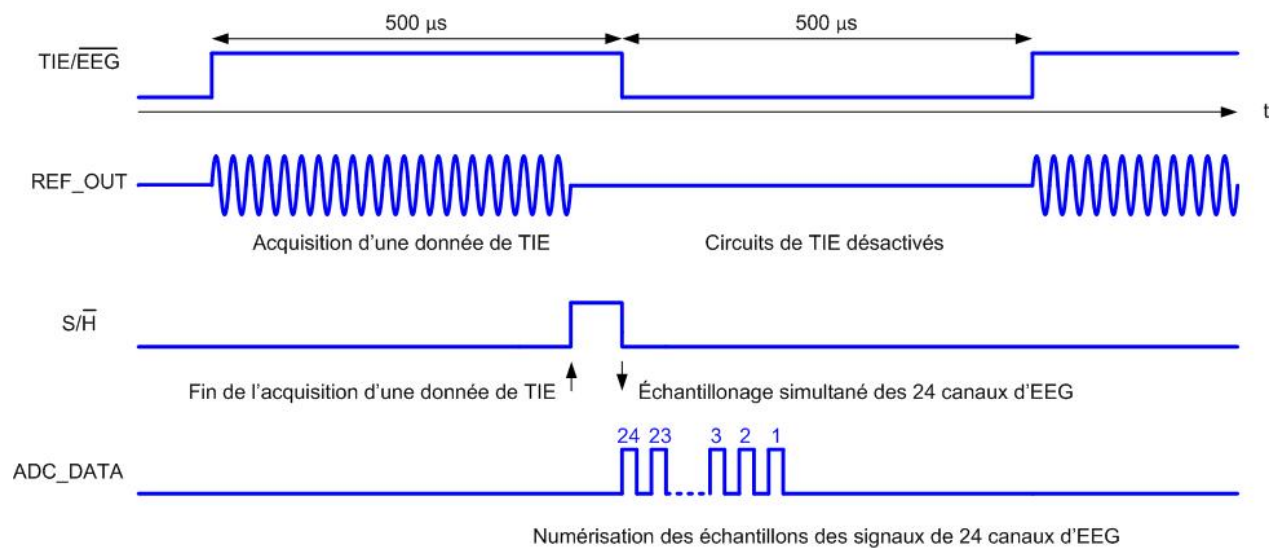 500 µs 500 µs
TIE/E̅E̅G̅
t
REF_OUT
Acquisition d’une donnée de TIE Circuits de TIE désactivés
S/H̅
Fin de l’acquisition d’une donnée de TIE Échantillonage simultané des 24 canaux d’EEG
24 23 3 2 1
ADC_DATA
Numérisation des échantillons des signaux de 24 canaux d’EEG